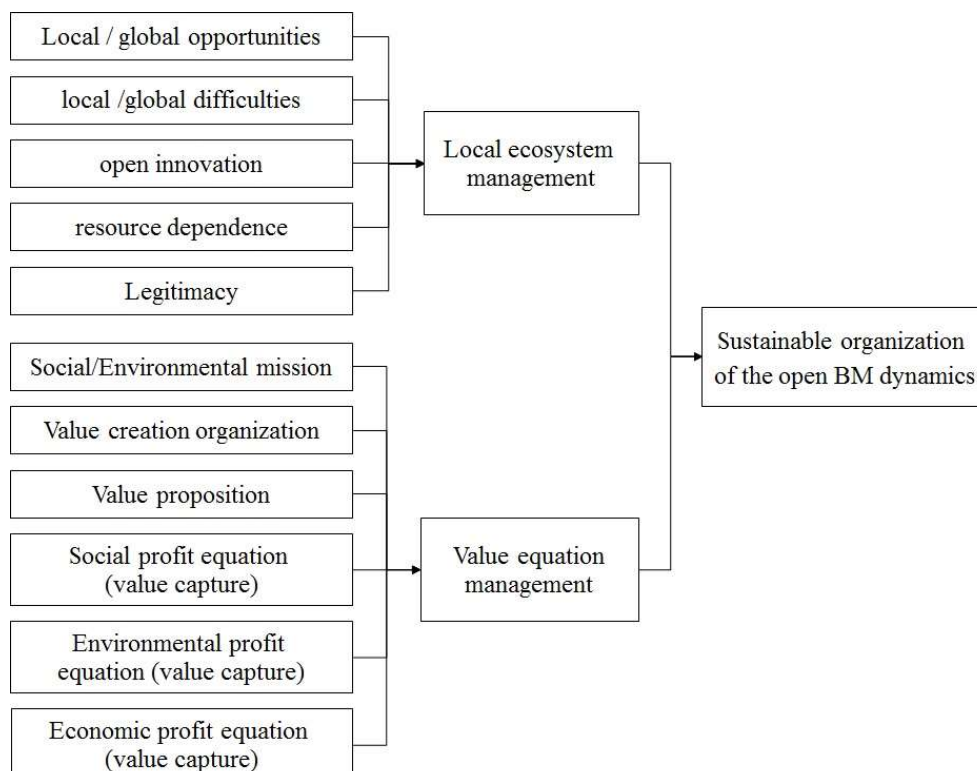 Local / global opportunities
local /global difficulties
open innovation
resource dependence
Legitimacy
Local ecosystem
management
Social/Environmental mission
Value creation organization
Value proposition
Social profit equation
(value capture)
Environmental profit
equation (value capture)
Economic profit equation
(value capture)
Value equation
management
Sustainable organization
of the open BM dynamics